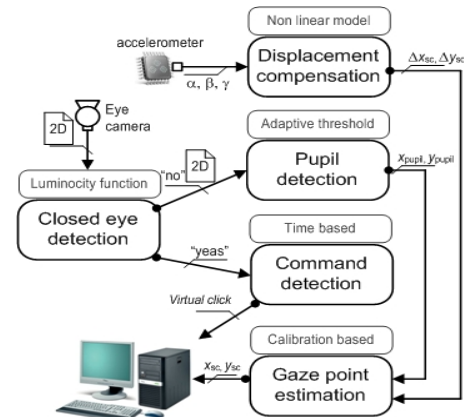 Non linear model
accelerometer
Displacement
compensation
α, β, γ
Δxsc, Δysc
Eye
camera
2D
Adaptive threshold
"no"
2D
Pupil
detection
xpupil, ypupil
Luminocity function
Closed eye
detection
Time based
"yeas"
Command
detection
Virtual click
Calibration based
xsc, ysc
Gaze point
estimation